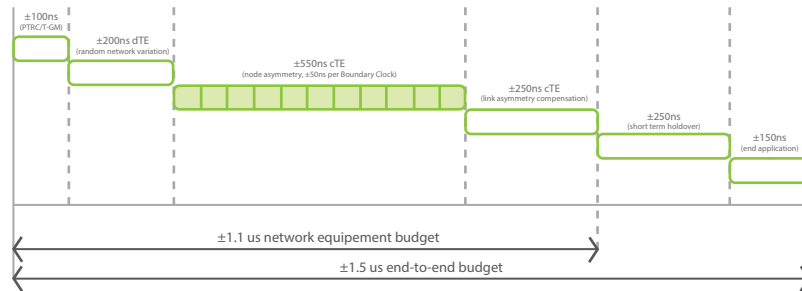 ±100ns
(PTRC/T-GM)
±200ns dTE
(random network variation)
±550ns cTE
(node asymmetry, ±50ns per Boundary Clock)
±250ns cTE
(link asymmetry compensation)
±250ns
(short term holdover)
±150ns
(end application)
±1.1 us network equipement budget
±1.5 us end-to-end budget